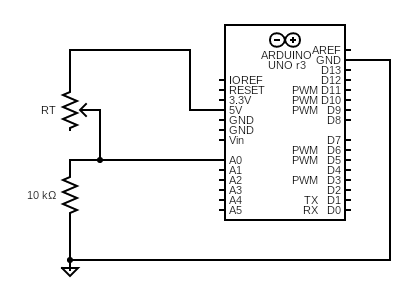 ARDUINO
UNO r3
AREF
GND
D13
IOREF D12
RESET PWM D11
3.3V PWM D10
RT 5V PWM D9
GND D8
GND
Vin D7
PWM D6
A0 PWM D5
A1 D4
A2 PWM D3
A3 D2
10 kΩ A4 TX D1
A5 RX D0